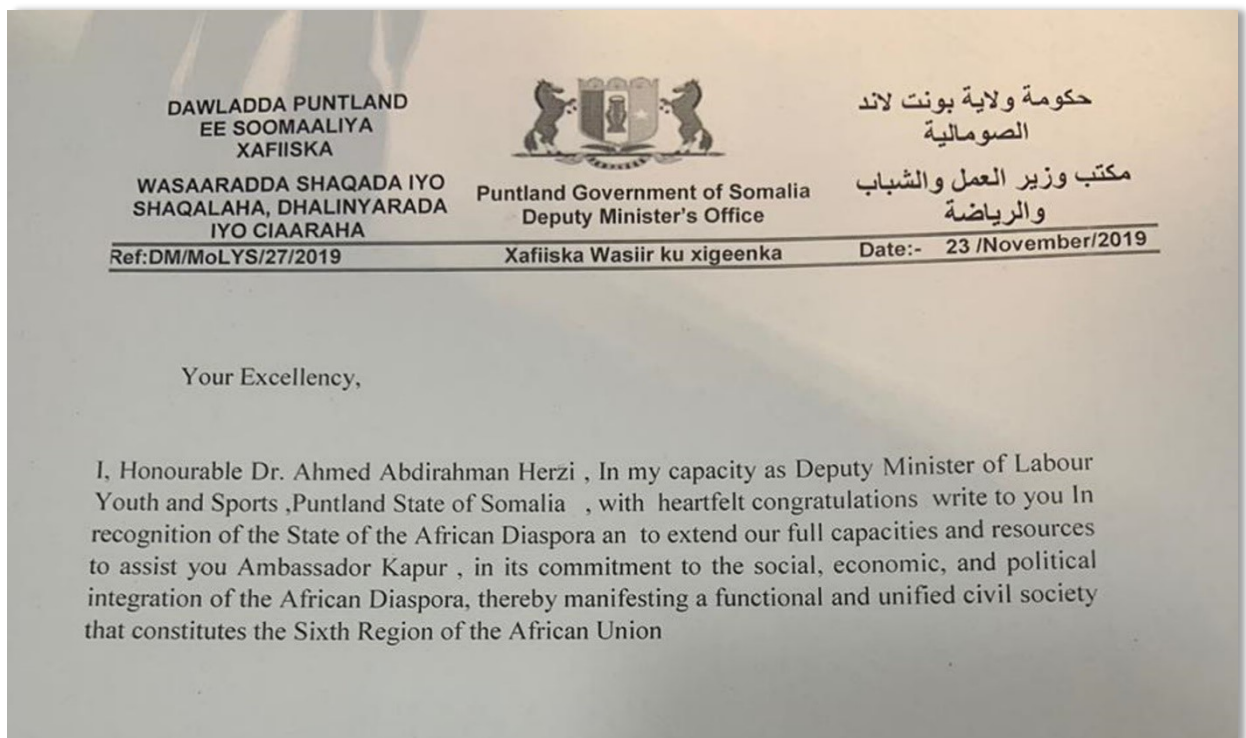 DAWLADDA PUNTLAND
EE SOOMAALIYA
XAFIISKA
WASAARADDA SHAQADA IYO
SHAQALAHA, DHALINYARADA
IYO CIAARAHA
Puntland Government of Somalia
Deputy Minister's Office
حكومة ولاية بونت لاند
الصومالية
مكتب وزير العمل والشباب
والرياضة
Ref:DM/MoLYS/27/2019 Xafiiska Wasiir ku xigeenka Date:- 23 /November/2019
Your Excellency,
I, Honourable Dr. Ahmed Abdirahman Herzi , In my capacity as Deputy Minister of Labour
Youth and Sports ,Puntland State of Somalia , with heartfelt congratulations write to you In
recognition of the State of the African Diaspora an to extend our full capacities and resources
to assist you Ambassador Kapur , in its commitment to the social, economic, and political
integration of the African Diaspora, thereby manifesting a functional and unified civil society
that constitutes the Sixth Region of the African Union